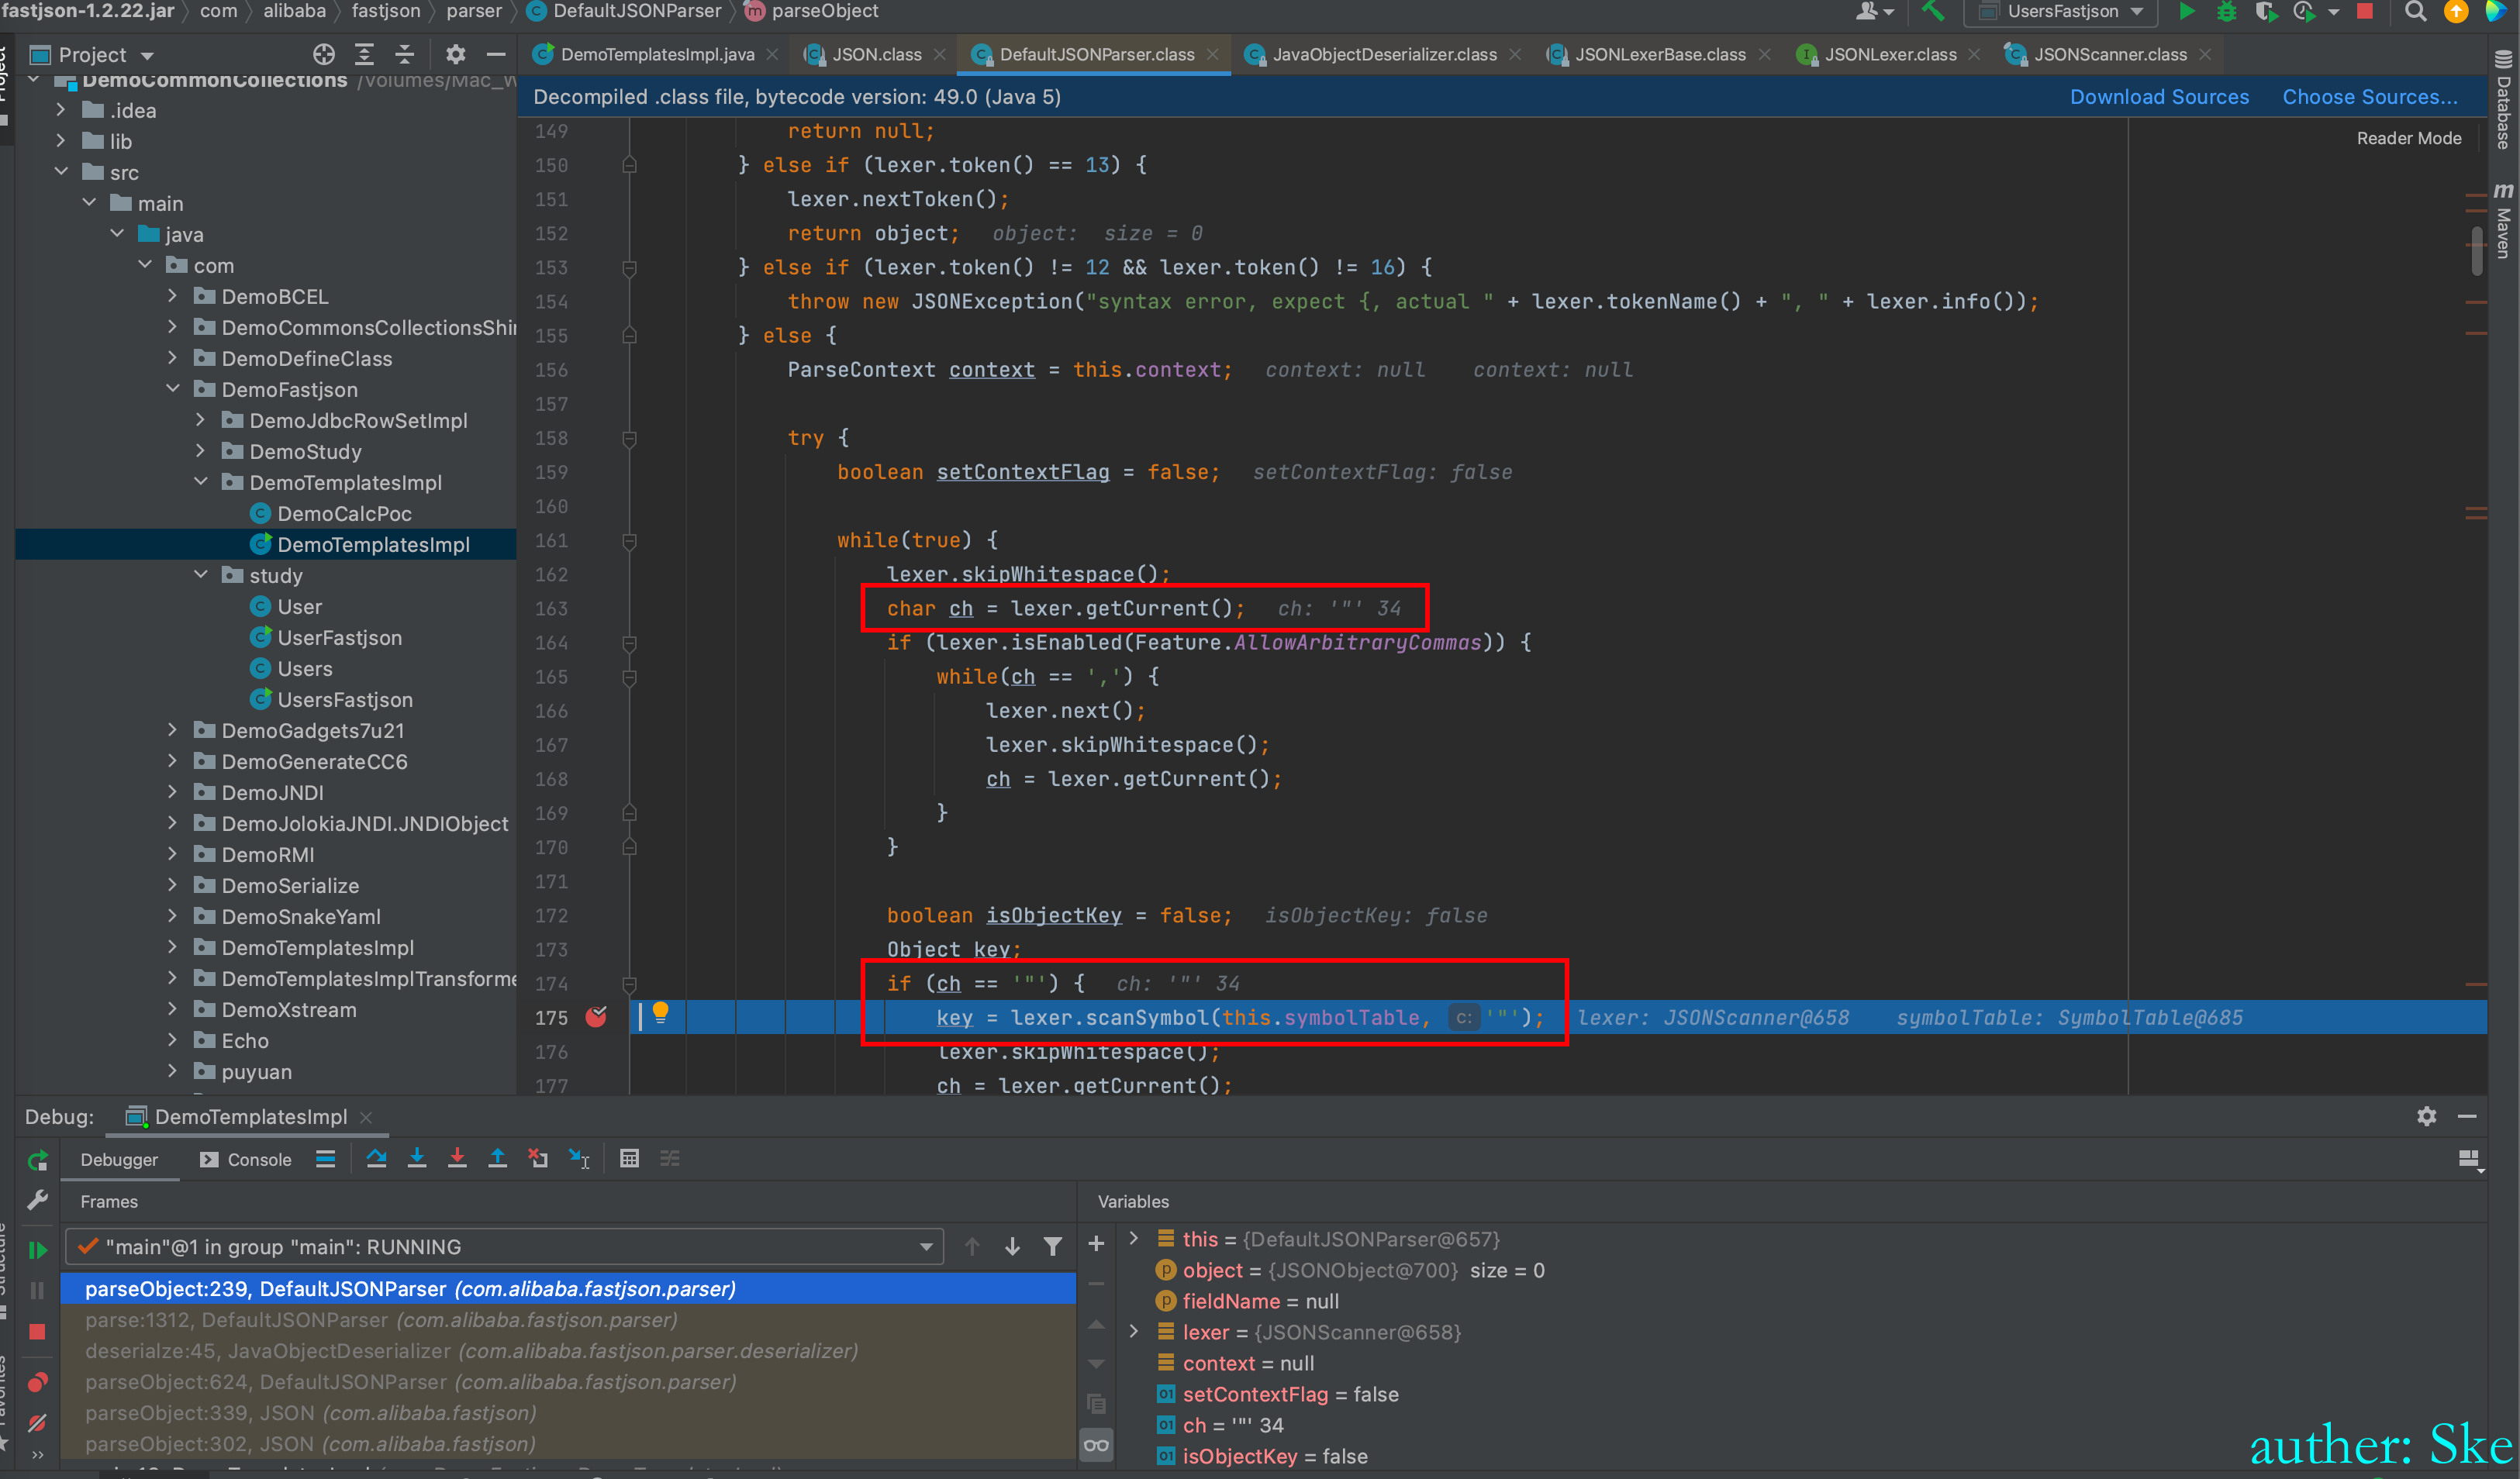 fastjson-1.2.22.jar com alibaba fastjson parser DefaultJSONParser parseObject UsersFastjson
Project
DemoTemplatesImpl.java JSON.class DefaultJSONParser.class JavaObjectDeserializer.class JSONLexerBase.class JSONLexer.class JSONScanner.class
Decompiled .class file, bytecode version: 49.0 (Java 5) Download Sources Choose Sources...
Reader Mode
Database
Maven
DemoCommonCollections /Volumes/Mac_W
.idea
lib
src
main
java
com
DemoBCEL
DemoCommonsCollectionsShi
DemoDefineClass
DemoFastjson
DemoJdbcRowSetImpl
DemoStudy
DemoTemplatesImpl
DemoCalcPoc
DemoTemplatesImpl
study
User
UserFastjson
Users
UsersFastjson
DemoGadgets7u21
DemoGenerateCC6
DemoJNDI
DemoJolokiaJNDI.JNDIObject
DemoRMI
DemoSerialize
DemoSnakeYaml
DemoTemplatesImpl
DemoTemplatesImplTransforme
DemoXstream
Echo
puyuan
149 return null;
150 } else if (lexer.token() == 13) {
151 lexer.nextToken();
152 return object; object: size = 0
153 } else if (lexer.token() != 12 && lexer.token() != 16) {
154 throw new JSONException("syntax error, expect {, actual " + lexer.tokenName() + ", " + lexer.info());
155 } else {
156 ParseContext context = this.context; context: null context: null
157
158 try {
159 boolean setContextFlag = false; setContextFlag: false
160
161 while(true) {
162 lexer.skipWhitespace();
163 char ch = lexer.getCurrent(); ch: '"' 34
164 if (lexer.isEnabled(Feature.AllowArbitraryCommas)) {
165 while(ch == ',') {
166 lexer.next();
167 lexer.skipWhitespace();
168 ch = lexer.getCurrent();
169 }
170 }
171
172 boolean isObjectKey = false; isObjectKey: false
173 Object key;
174 if (ch == '"') { ch: '"' 34
175 key = lexer.scanSymbol(this.symbolTable, c: '"'); lexer: JSONScanner@658 symbolTable: SymbolTable@685
176 lexer.skipWhitespace();
177 ch = lexer.getCurrent();
Debug: DemoTemplatesImpl
Debugger Console
Frames
"main"@1 in group "main": RUNNING
parseObject:239, DefaultJSONParser (com.alibaba.fastjson.parser)
parse:1312, DefaultJSONParser (com.alibaba.fastjson.parser)
deserialze:45, JavaObjectDeserializer (com.alibaba.fastjson.parser.deserializer)
parseObject:624, DefaultJSONParser (com.alibaba.fastjson.parser)
parseObject:339, JSON (com.alibaba.fastjson)
parseObject:302, JSON (com.alibaba.fastjson)
Variables
this = {DefaultJSONParser@657}
object = {JSONObject@700} size = 0
fieldName = null
lexer = {JSONScanner@658}
context = null
setContextFlag = false
ch = '"' 34
isObjectKey = false
auther: Ske